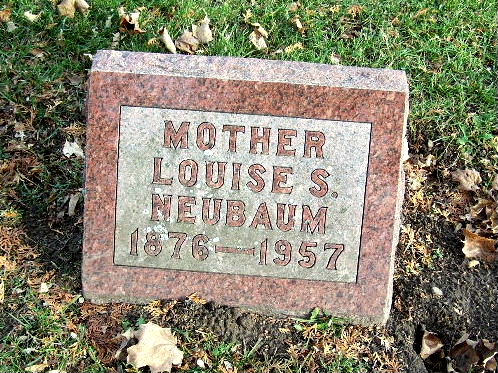 MOTHER
LOUISE S.
NEUBAUM
1876—1957